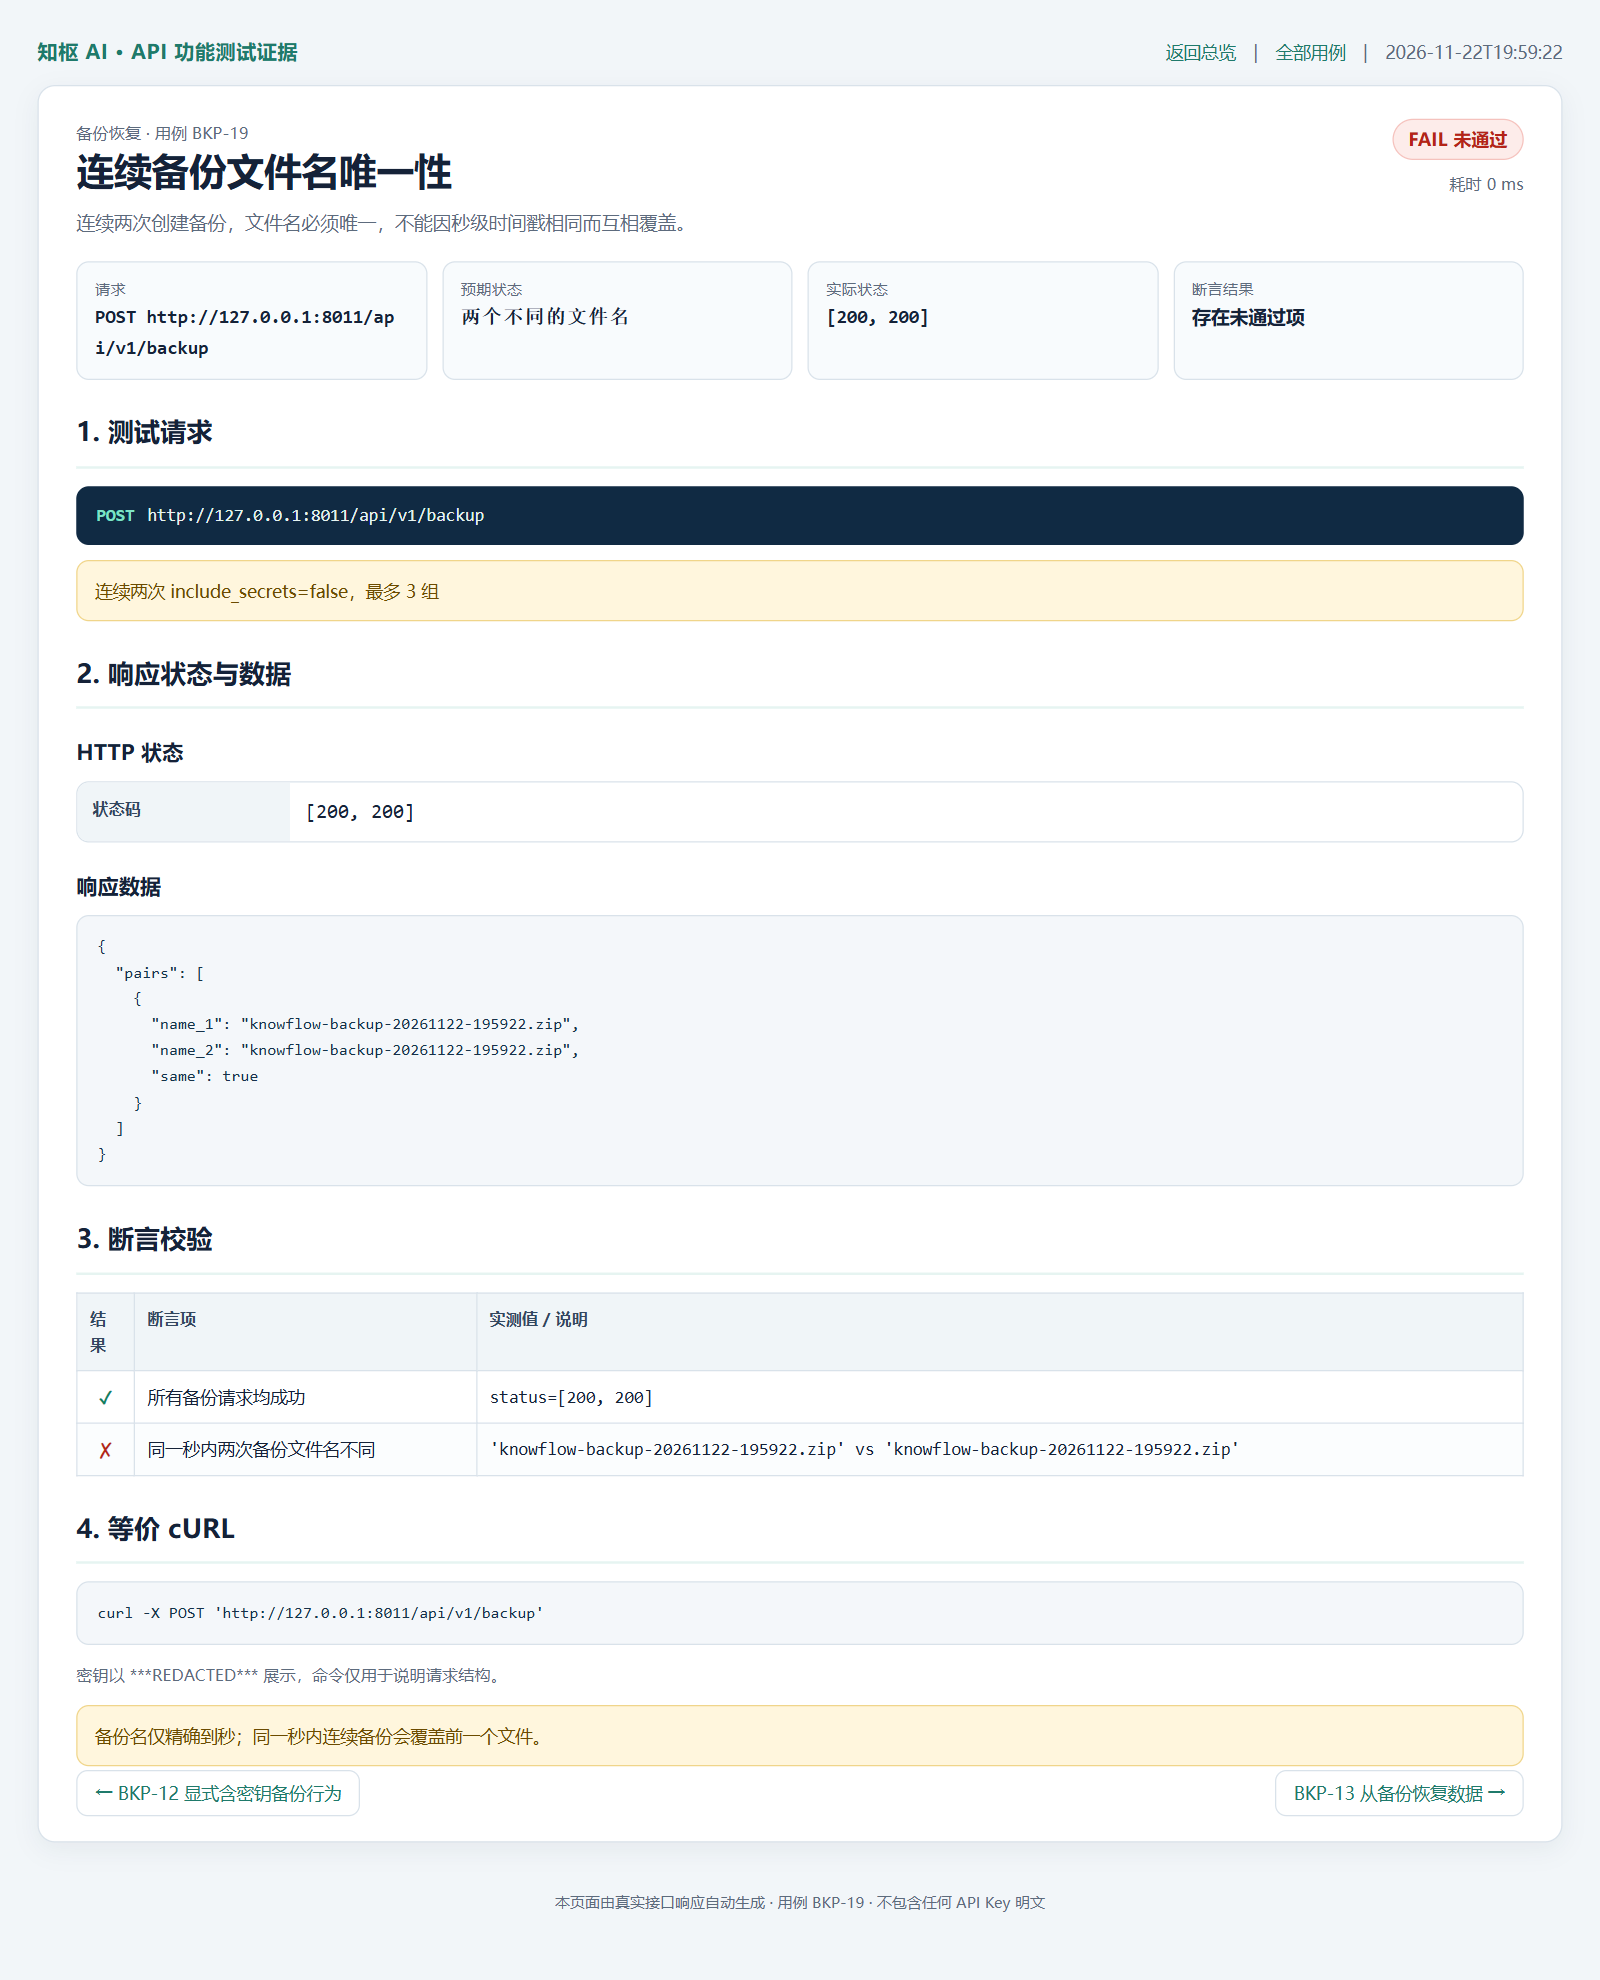 知枢 AI • API 功能测试证据
返回总览 | 全部用例 | 2026-11-22T19:59:22
备份恢复 · 用例 BKP-19
FAIL 未通过
连续备份文件名唯一性
耗时 0 ms
连续两次创建备份，文件名必须唯一，不能因秒级时间戳相同而互相覆盖。
请求
POST http://127.0.0.1:8011/ap
i/v1/backup
预期状态
两个不同的文件名
实际状态
[200, 200]
断言结果
存在未通过项
1. 测试请求
POST http://127.0.0.1:8011/api/v1/backup
连续两次 include_secrets=false，最多 3 组
2. 响应状态与数据
HTTP 状态
状态码 [200, 200]
响应数据
{
"pairs": [
{
"name_1": "knowflow-backup-20261122-195922.zip",
"name_2": "knowflow-backup-20261122-195922.zip",
"same": true
}
]
}
3. 断言校验
结果 断言项 实测值 / 说明
✓ 所有备份请求均成功 status=[200, 200]
✗ 同一秒内两次备份文件名不同 'knowflow-backup-20261122-195922.zip' vs 'knowflow-backup-20261122-195922.zip'
4. 等价 cURL
curl -X POST 'http://127.0.0.1:8011/api/v1/backup'
密钥以 ***REDACTED*** 展示，命令仅用于说明请求结构。
备份名仅精确到秒；同一秒内连续备份会覆盖前一个文件。
← BKP-12 显式含密钥备份行为
BKP-13 从备份恢复数据 →
本页面由真实接口响应自动生成 · 用例 BKP-19 · 不包含任何 API Key 明文